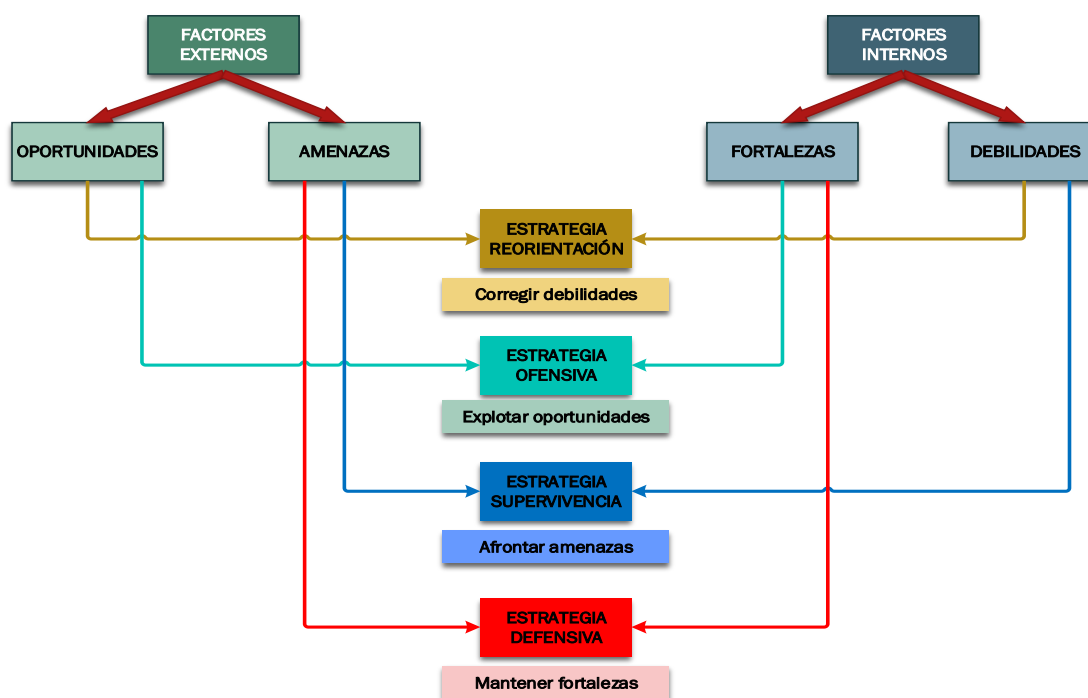 FACTORES
EXTERNOS
FACTORES
INTERNOS
OPORTUNIDADES
AMENAZAS
FORTALEZAS
DEBILIDADES
ESTRATEGIA
REORIENTACIÓN
Corregir debilidades
ESTRATEGIA
OFENSIVA
Explotar oportunidades
ESTRATEGIA
SUPERVIVENCIA
Afrontar amenazas
ESTRATEGIA
DEFENSIVA
Mantener fortalezas